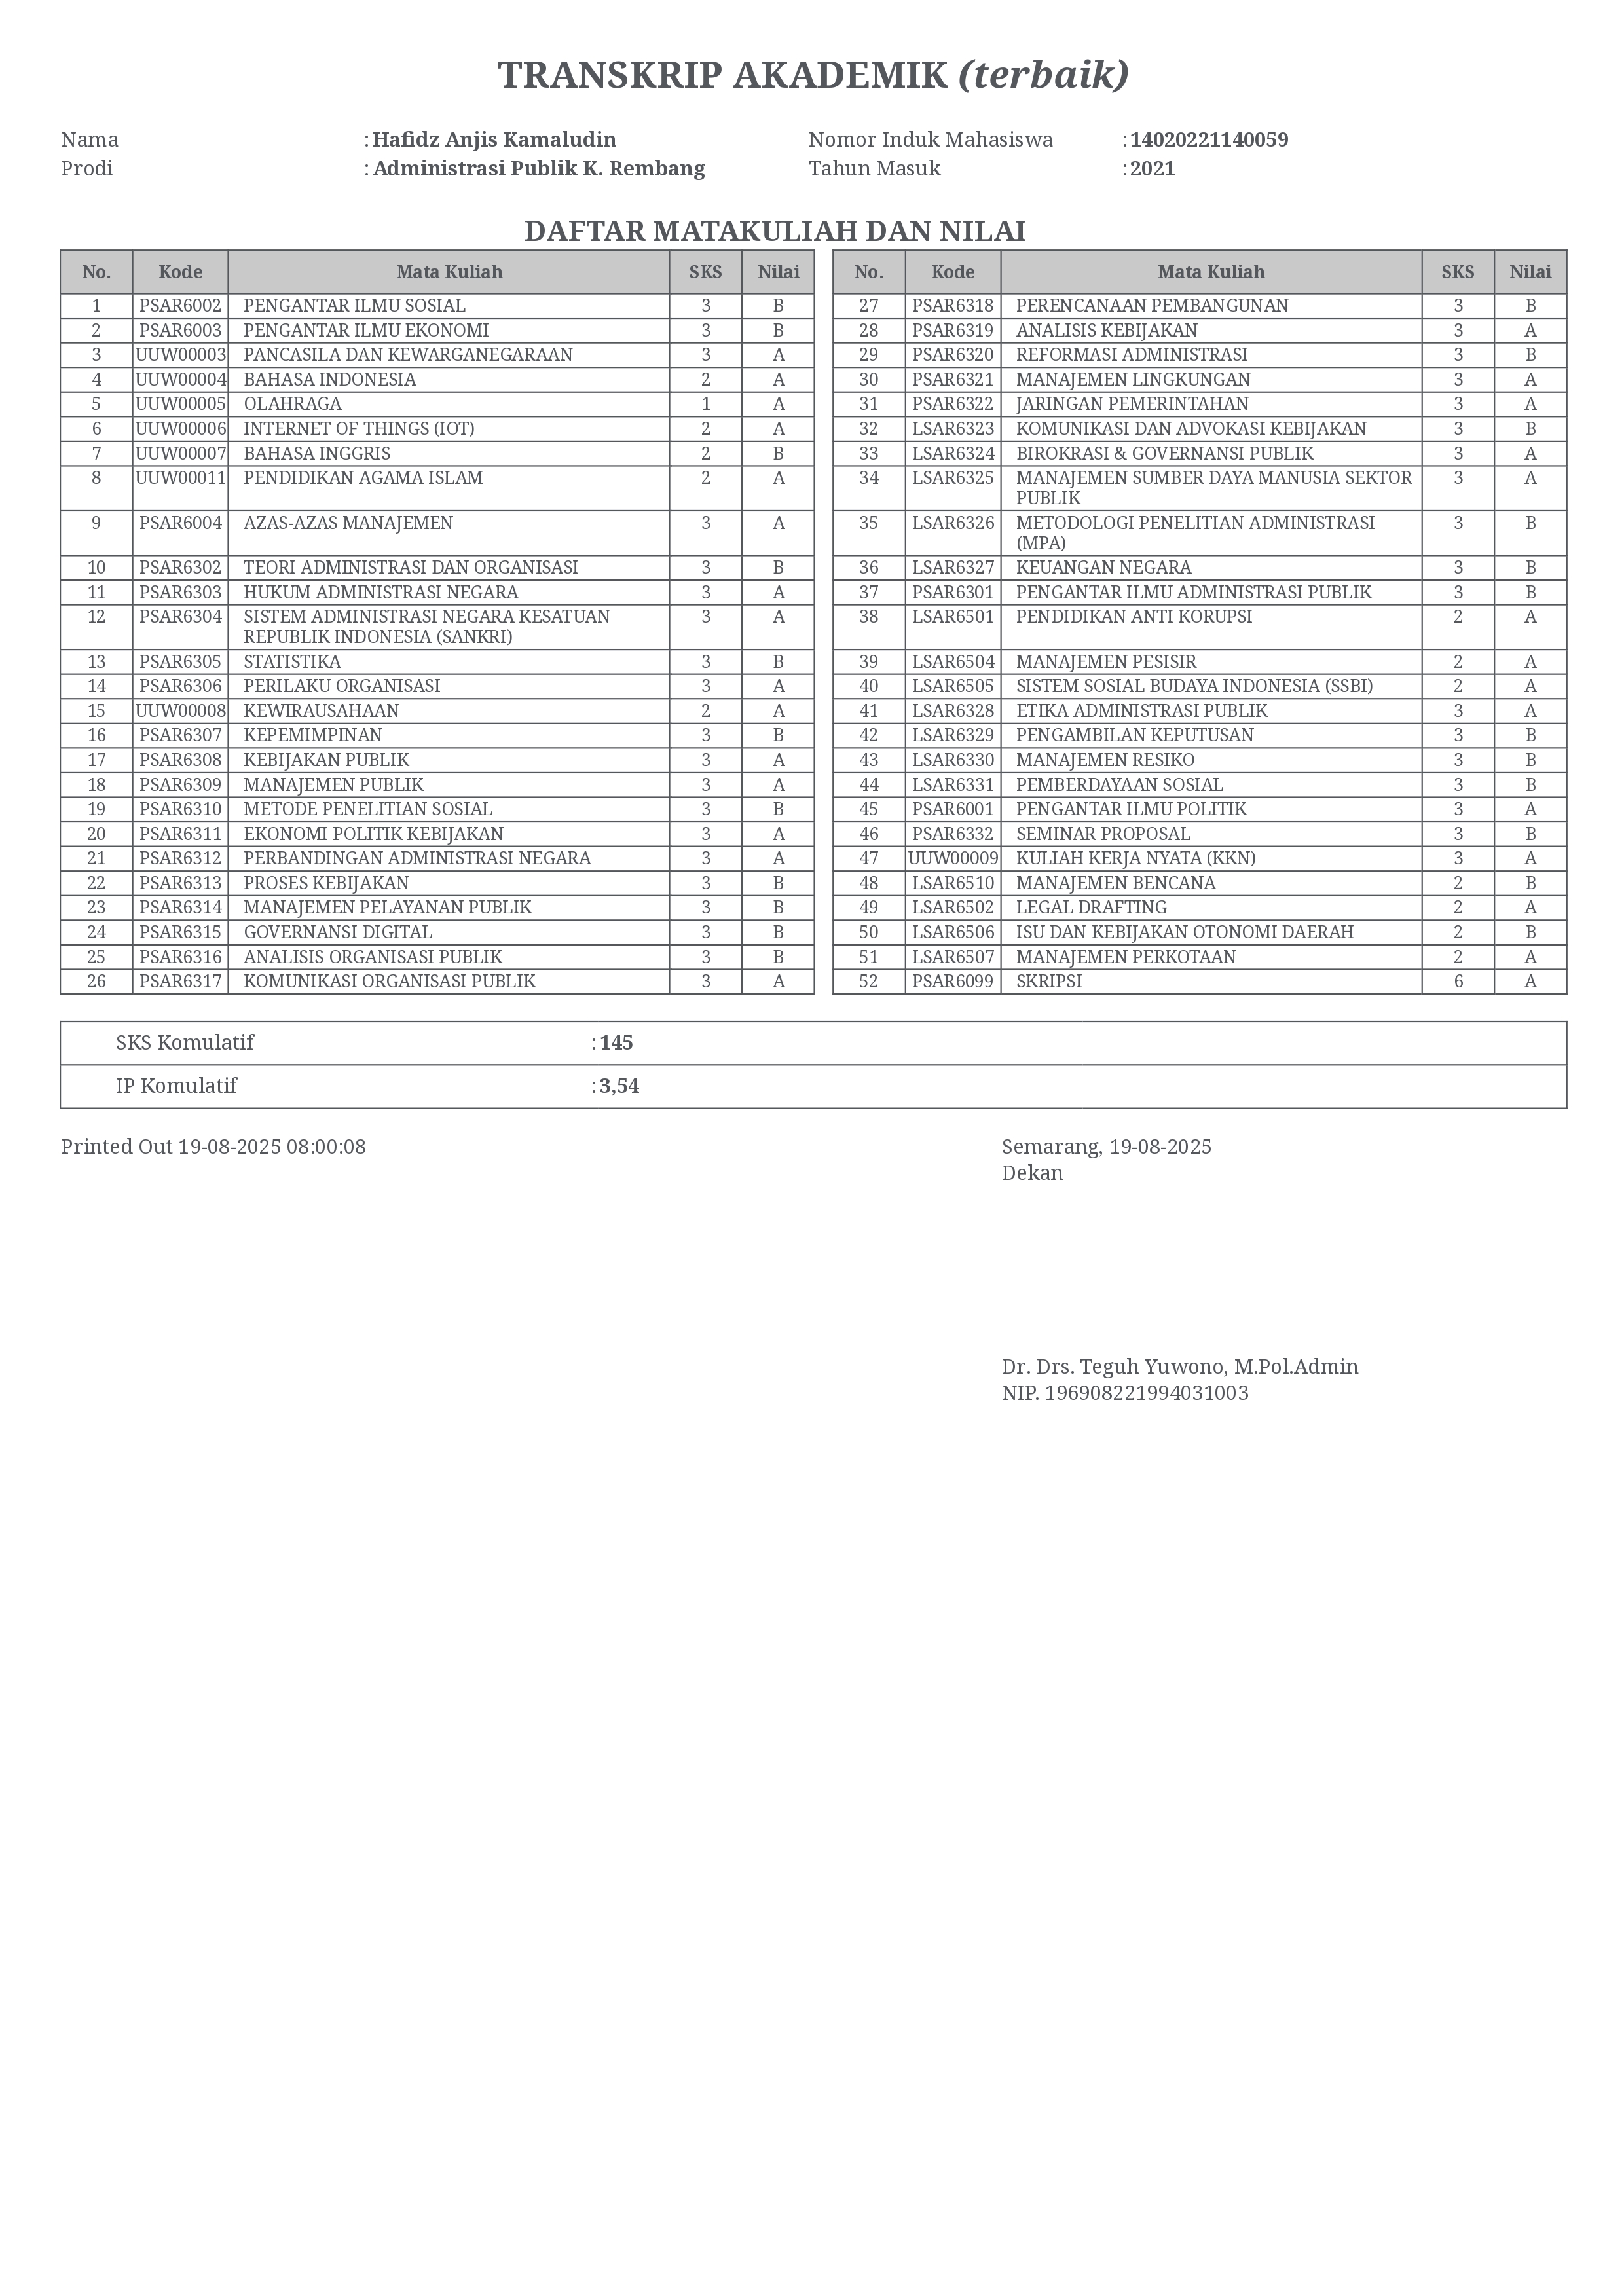 TRANSKRIP AKADEMIK (terbaik)
Nama : Hafidz Anjis Kamaludin Nomor Induk Mahasiswa : 14020221140059
Prodi : Administrasi Publik K. Rembang Tahun Masuk : 2021
DAFTAR MATAKULIAH DAN NILAI
No. Kode Mata Kuliah SKS Nilai
1 PSAR6002 PENGANTAR ILMU SOSIAL 3 B
2 PSAR6003 PENGANTAR ILMU EKONOMI 3 B
3 UUW00003 PANCASILA DAN KEWARGANEGARAAN 3 A
4 UUW00004 BAHASA INDONESIA 2 A
5 UUW00005 OLAHRAGA 1 A
6 UUW00006 INTERNET OF THINGS (IOT) 2 A
7 UUW00007 BAHASA INGGRIS 2 B
8 UUW00011 PENDIDIKAN AGAMA ISLAM 2 A
9 PSAR6004 AZAS-AZAS MANAJEMEN 3 A
10 PSAR6302 TEORI ADMINISTRASI DAN ORGANISASI 3 B
11 PSAR6303 HUKUM ADMINISTRASI NEGARA 3 A
12 PSAR6304 SISTEM ADMINISTRASI NEGARA KESATUAN 3 A
REPUBLIK INDONESIA (SANKRI)
13 PSAR6305 STATISTIKA 3 B
14 PSAR6306 PERILAKU ORGANISASI 3 A
15 UUW00008 KEWIRAUSAHAAN 2 A
16 PSAR6307 KEPEMIMPINAN 3 B
17 PSAR6308 KEBIJAKAN PUBLIK 3 A
18 PSAR6309 MANAJEMEN PUBLIK 3 A
19 PSAR6310 METODE PENELITIAN SOSIAL 3 B
20 PSAR6311 EKONOMI POLITIK KEBIJAKAN 3 A
21 PSAR6312 PERBANDINGAN ADMINISTRASI NEGARA 3 A
22 PSAR6313 PROSES KEBIJAKAN 3 B
23 PSAR6314 MANAJEMEN PELAYANAN PUBLIK 3 B
24 PSAR6315 GOVERNANSI DIGITAL 3 B
25 PSAR6316 ANALISIS ORGANISASI PUBLIK 3 B
26 PSAR6317 KOMUNIKASI ORGANISASI PUBLIK 3 A
No. Kode Mata Kuliah SKS Nilai
27 PSAR6318 PERENCANAAN PEMBANGUNAN 3 B
28 PSAR6319 ANALISIS KEBIJAKAN 3 A
29 PSAR6320 REFORMASI ADMINISTRASI 3 B
30 PSAR6321 MANAJEMEN LINGKUNGAN 3 A
31 PSAR6322 JARINGAN PEMERINTAHAN 3 A
32 LSAR6323 KOMUNIKASI DAN ADVOKASI KEBIJAKAN 3 B
33 LSAR6324 BIROKRASI & GOVERNANSI PUBLIK 3 A
34 LSAR6325 MANAJEMEN SUMBER DAYA MANUSIA SEKTOR 3 A
PUBLIK
35 LSAR6326 METODOLOGI PENELITIAN ADMINISTRASI 3 B
(MPA)
36 LSAR6327 KEUANGAN NEGARA 3 B
37 PSAR6301 PENGANTAR ILMU ADMINISTRASI PUBLIK 3 B
38 LSAR6501 PENDIDIKAN ANTI KORUPSI 2 A
39 LSAR6504 MANAJEMEN PESISIR 2 A
40 LSAR6505 SISTEM SOSIAL BUDAYA INDONESIA (SSBI) 2 A
41 LSAR6328 ETIKA ADMINISTRASI PUBLIK 3 A
42 LSAR6329 PENGAMBILAN KEPUTUSAN 3 B
43 LSAR6330 MANAJEMEN RESIKO 3 B
44 LSAR6331 PEMBERDAYAAN SOSIAL 3 B
45 PSAR6001 PENGANTAR ILMU POLITIK 3 A
46 PSAR6332 SEMINAR PROPOSAL 3 B
47 UUW00009 KULIAH KERJA NYATA (KKN) 3 A
48 LSAR6510 MANAJEMEN BENCANA 2 B
49 LSAR6502 LEGAL DRAFTING 2 A
50 LSAR6506 ISU DAN KEBIJAKAN OTONOMI DAERAH 2 B
51 LSAR6507 MANAJEMEN PERKOTAAN 2 A
52 PSAR6099 SKRIPSI 6 A
SKS Komulatif : 145
IP Komulatif : 3,54
Printed Out 19-08-2025 08:00:08 Semarang, 19-08-2025
Dekan
Dr. Drs. Teguh Yuwono, M.Pol.Admin
NIP. 196908221994031003